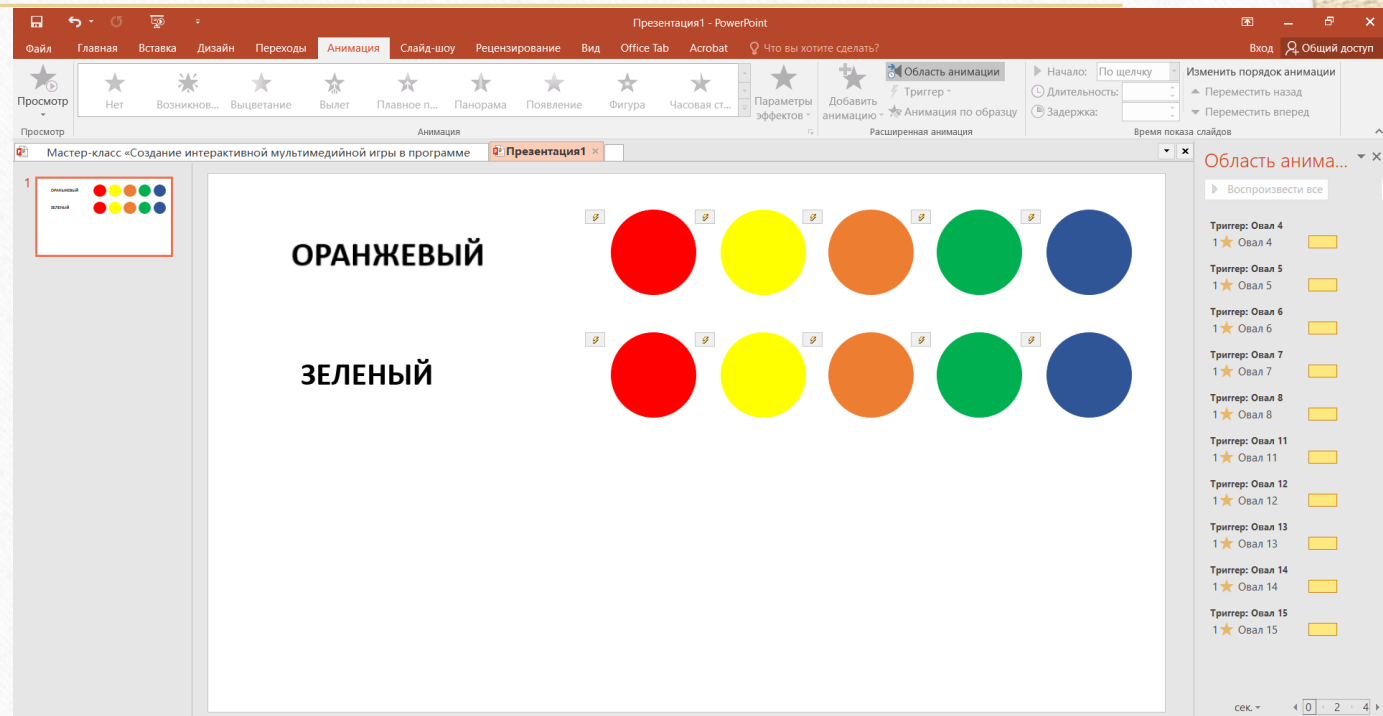 Презентация1 - PowerPoint
Файл Главная Вставка Дизайн Переходы Анимация Слайд-шоу Рецензирование Вид Office Tab Acrobat Что вы хотите сделать? Вход Общий доступ
Просмотр Нет Возникнов... Выцветание Вылет Плавное п... Панорама Появление Фигура Часовая ст... Параметры эффектов Добавить анимацию
Область анимации
Триггер
Анимация по образцу
Начало: По щелчку
Длительность:
Задержка:
Изменить порядок анимации
Переместить назад
Переместить вперед
Просмотр Анимация Расширенная анимация Время показа слайдов
Мастер-класс «Создание интерактивной мультимедийной игры в программе Презентация1
1
ОРАНЖЕВЫЙ
ЗЕЛЕНЫЙ
ОРАНЖЕВЫЙ
ЗЕЛЕНЫЙ
Область анима...
Воспроизвести все
Триггер: Овал 4
1 Овал 4
Триггер: Овал 5
1 Овал 5
Триггер: Овал 6
1 Овал 6
Триггер: Овал 7
1 Овал 7
Триггер: Овал 8
1 Овал 8
Триггер: Овал 11
1 Овал 11
Триггер: Овал 12
1 Овал 12
Триггер: Овал 13
1 Овал 13
Триггер: Овал 14
1 Овал 14
Триггер: Овал 15
1 Овал 15
сек. 0 2 4